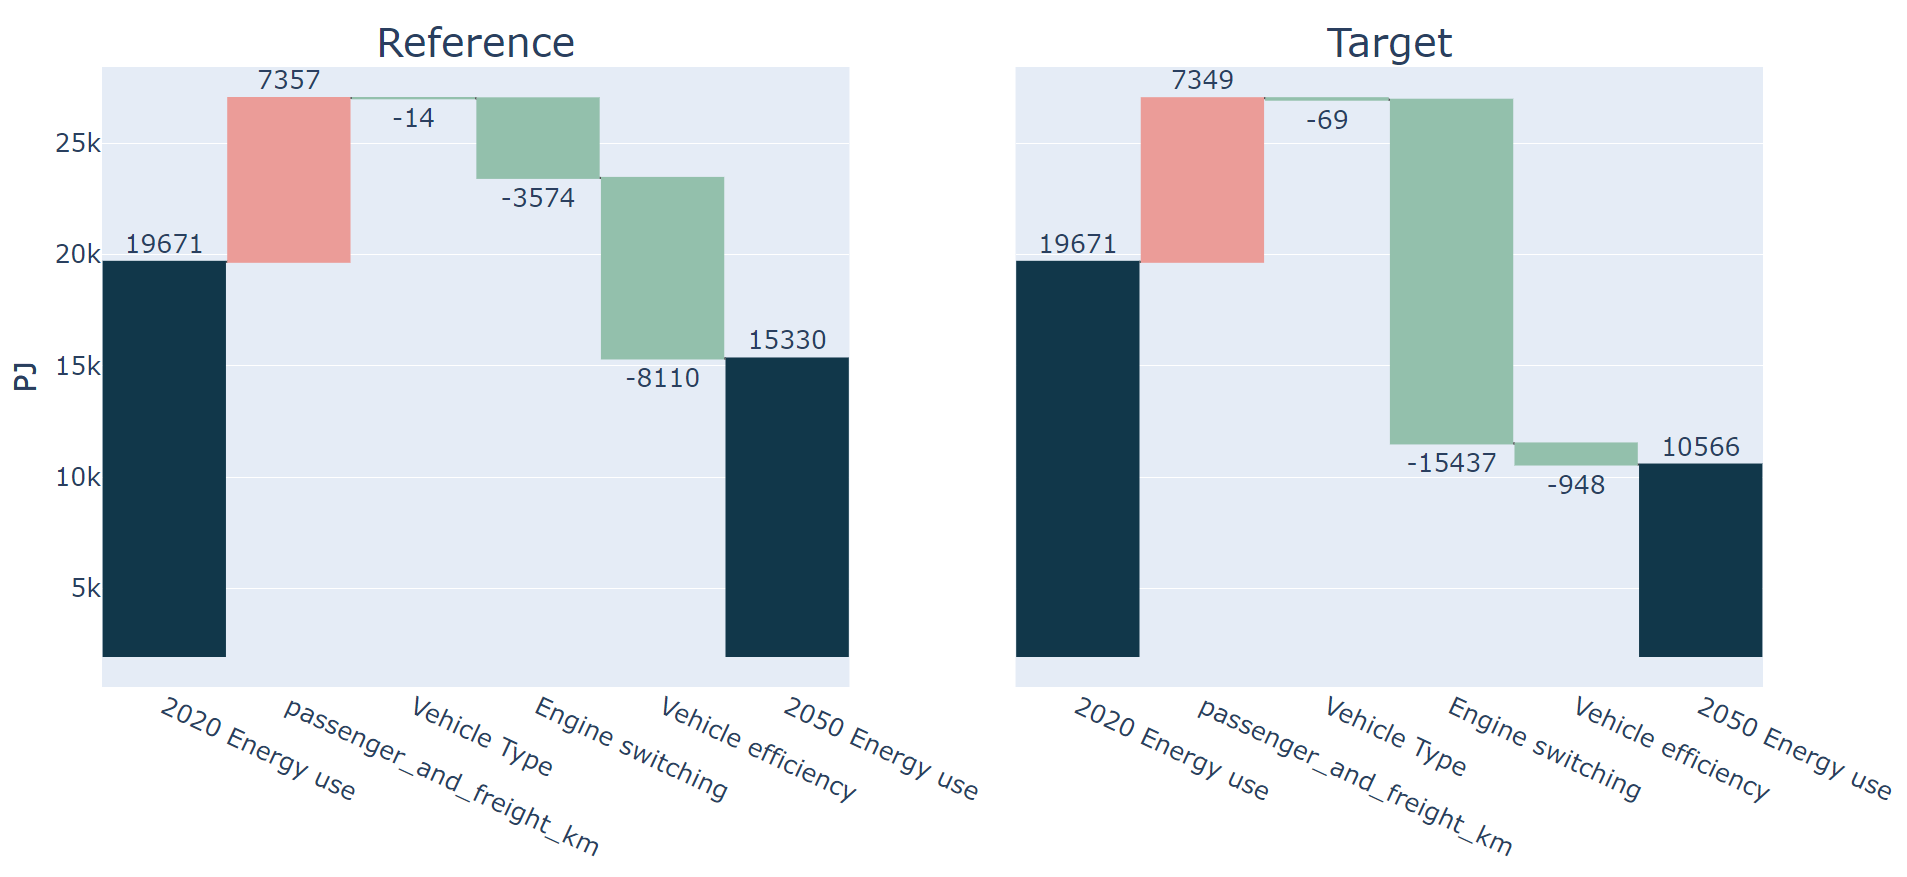 Reference
Target
PJ
25k
20k
15k
10k
5k
19671
7357
-14
-3574
-8110
15330
2020 Energy use
passenger_and_freight_km
Vehicle Type
Engine switching
Vehicle efficiency
2050 Energy use
19671
7349
-69
-15437
-948
10566
2020 Energy use
passenger_and_freight_km
Vehicle Type
Engine switching
Vehicle efficiency
2050 Energy use